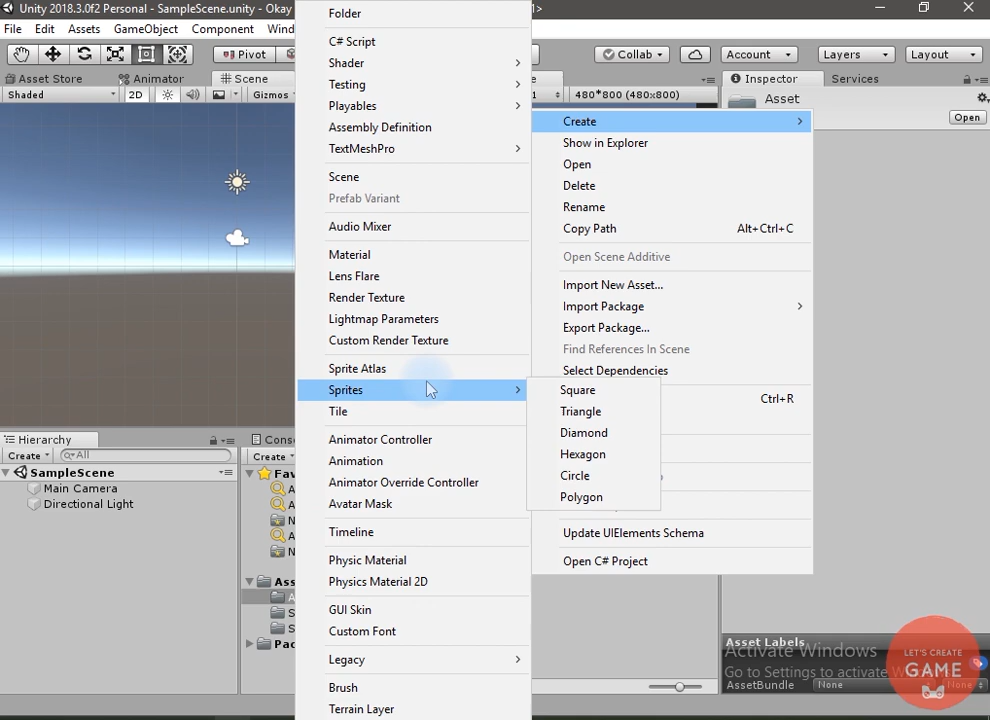 Unity 2018.3.0f2 Personal - SampleScene.unity - Okay
1>
File Edit Assets GameObject Component
Pivot
Collab
Account
Layers
Layout
Asset Store
Animator
Scene
Inspector
Services
Shaded
2D
Gizmos
480*800 (480x800)
Asset
Open
Folder
C# Script
Shader
Testing
Playables
Assembly Definition
TextMeshPro
Scene
Prefab Variant
Audio Mixer
Material
Lens Flare
Render Texture
Lightmap Parameters
Custom Render Texture
Sprite Atlas
Sprites
Tile
Animator Controller
Animation
Animator Override Controller
Avatar Mask
Timeline
Physic Material
Physics Material 2D
GUI Skin
Custom Font
Legacy
Brush
Terrain Layer
Create
Show in Explorer
Open
Delete
Rename
Copy Path Alt+Ctrl+C
Open Scene Additive
Import New Asset...
Import Package
Export Package...
Find References In Scene
Select Dependencies
Ctrl+R
Update UIElements Schema
Open C# Project
Square
Triangle
Diamond
Hexagon
Circle
Polygon
Hierarchy
Create
All
SampleScene
Main Camera
Directional Light
Create
Asset Labels
AssetBundle None None
Activate Windows
Go to Settings to activate
LET'S CREATE
GAME